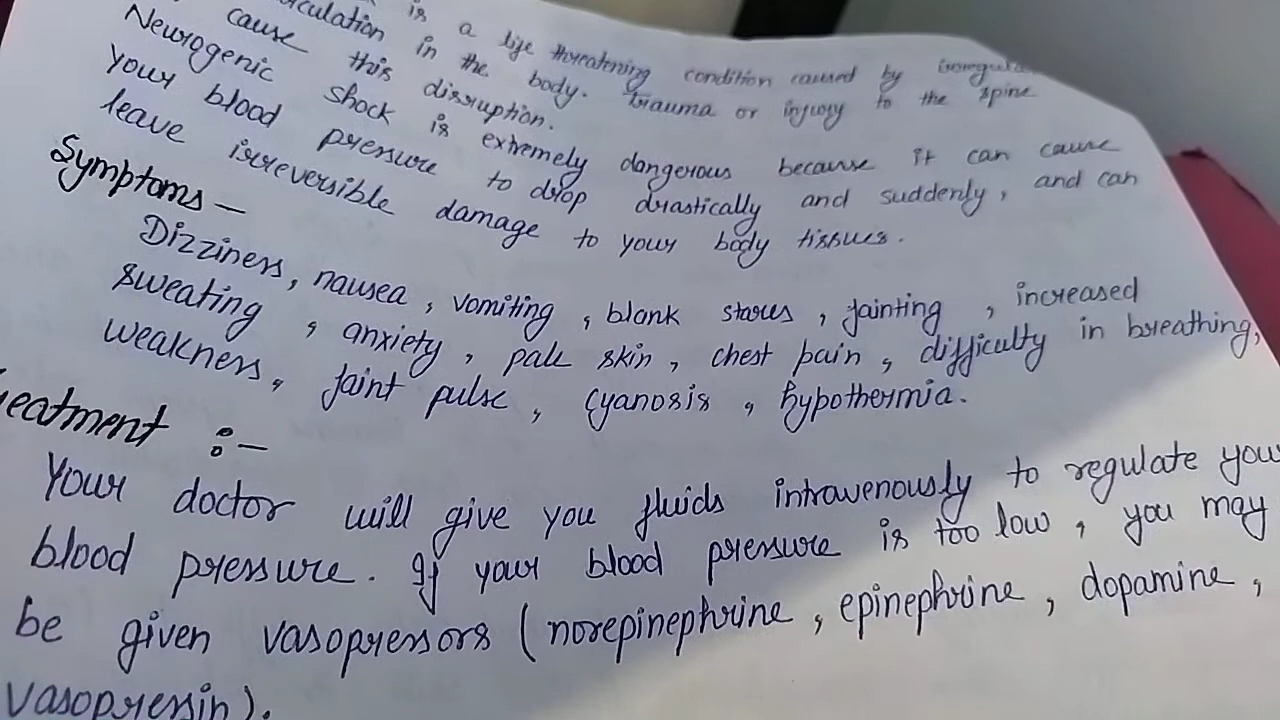 is a life threatening condition caused by
circulation in the body. Trauma or injury to the spine
cause this disruption.
Neurogenic shock is extremely dangerous because it can cause
your blood pressure to drop drastically and suddenly, and can
leave irreversible damage to your body tissues.
Symptoms —
Dizziness, nausea, vomiting, blank stares, fainting, increased
sweating, anxiety, pale skin, chest pain, difficulty in breathing,
weakness, faint pulse, cyanosis, hypothermia.
Treatment :-
Your doctor will give you fluids intravenously to regulate your
blood pressure. If your blood pressure is too low, you may
be given vasopressors (norepinephrine, epinephrine, dopamine,
vasopressin).